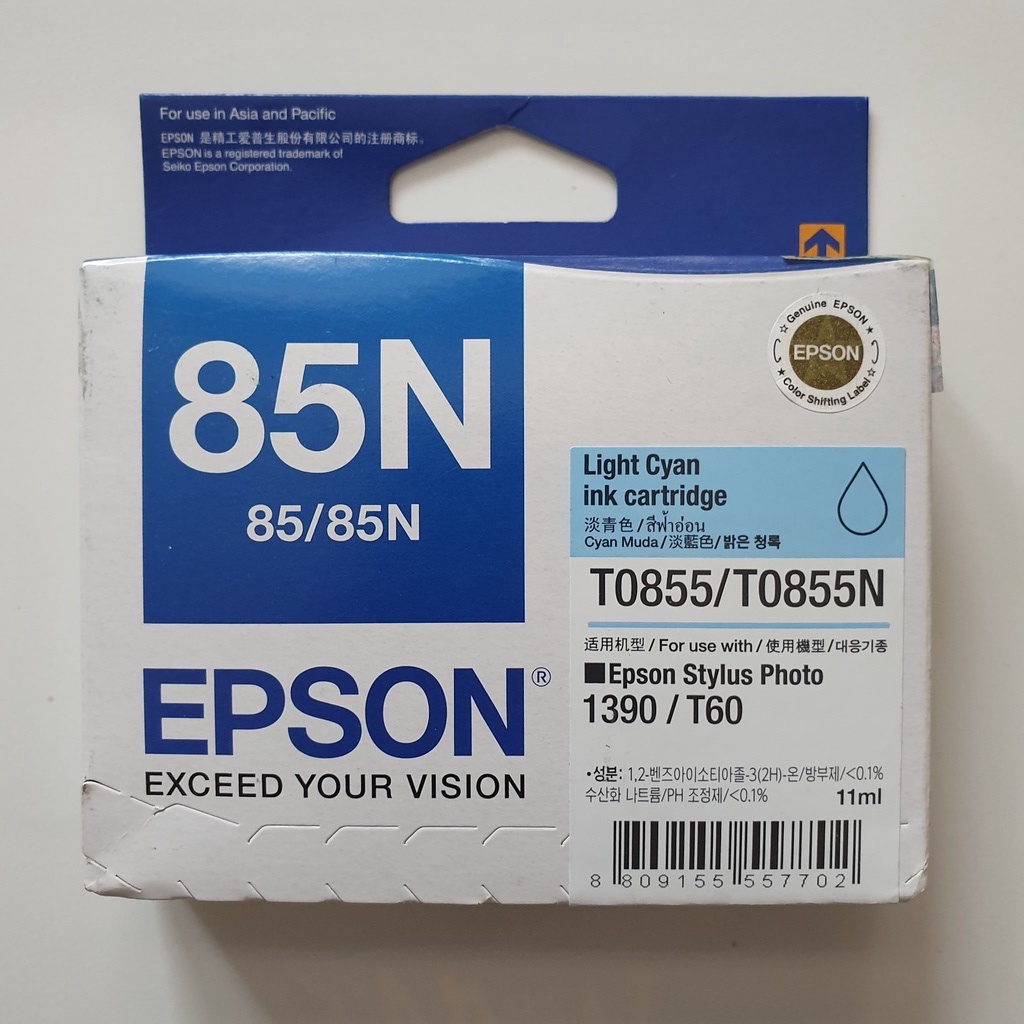 For use in Asia and Pacific
EPSON 是精工爱普生股份有限公司的注册商标。
EPSON is a registered trademark of
Seiko Epson Corporation.
85N
85/85N
Genuine EPSON
EPSON
Color Shifting Label
Light Cyan
ink cartridge
淡青色/สีฟ้าอ่อน
Cyan Muda/淡藍色/밝은 청록
T0855/T0855N
适用机型/For use with/使用機型/대응기종
■Epson Stylus Photo
1390 / T60
EPSON®
EXCEED YOUR VISION
•성분: 1,2-벤즈아이소티아졸-3(2H)-온/방부제/<0.1%
수산화 나트륨/PH 조정제/<0.1% 11ml
8 809155 557702